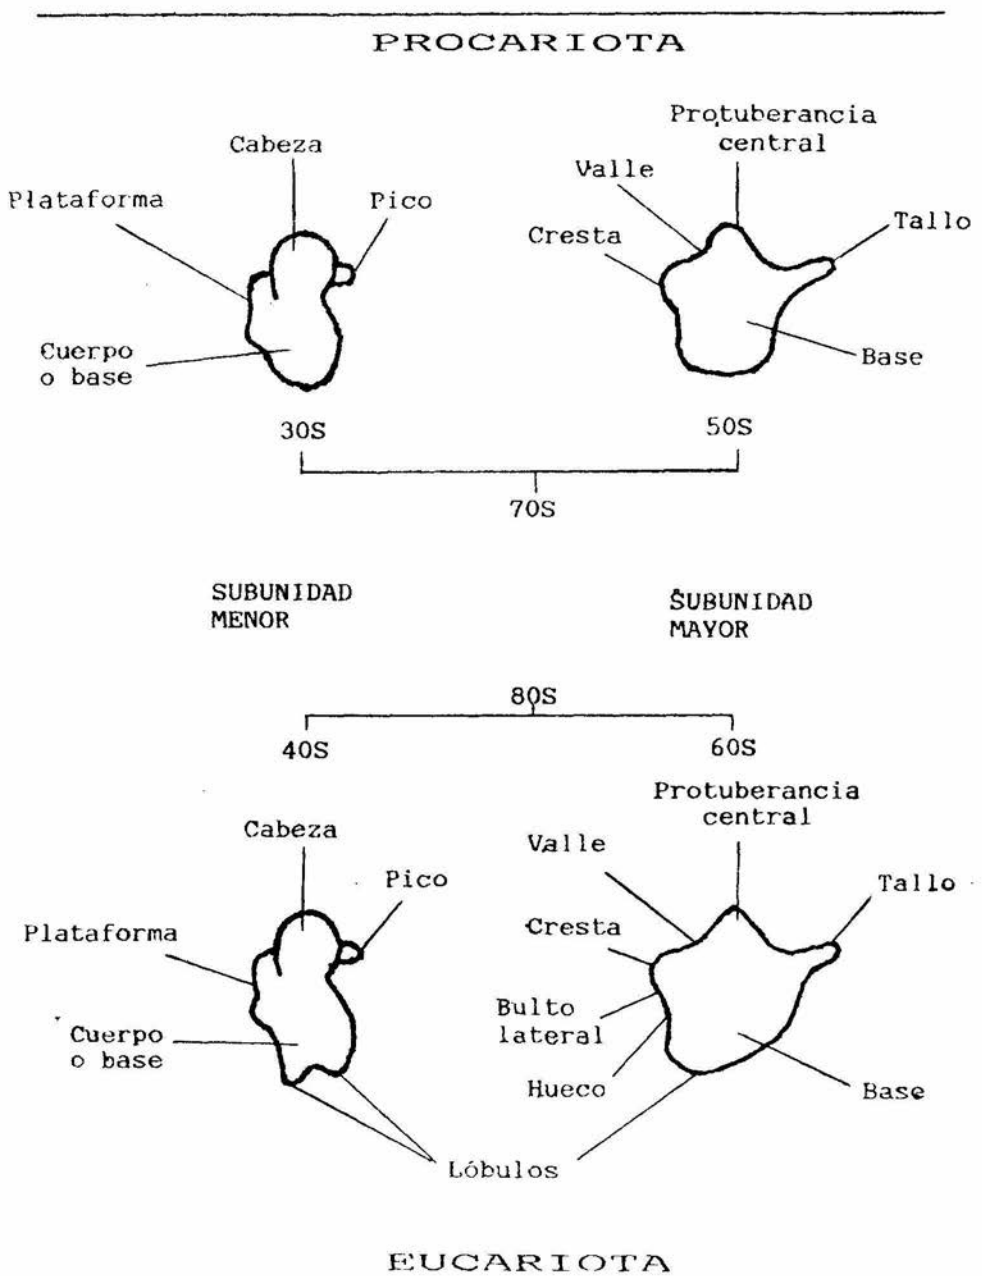 PROCARIOTA
Protuberancia
central
Cabeza
Valle
Plataforma
Pico
Tallo
Cresta
Cuerpo
o base
Base
30S
50S
70S
SUBUNIDAD
MENOR
SUBUNIDAD
MAYOR
80S
40S
60S
Protuberancia
central
Cabeza
Valle
Pico
Tallo
Plataforma
Cresta
Bulto
lateral
Cuerpo
o base
Hueco
Base
Lóbulos
EUCARIOTA